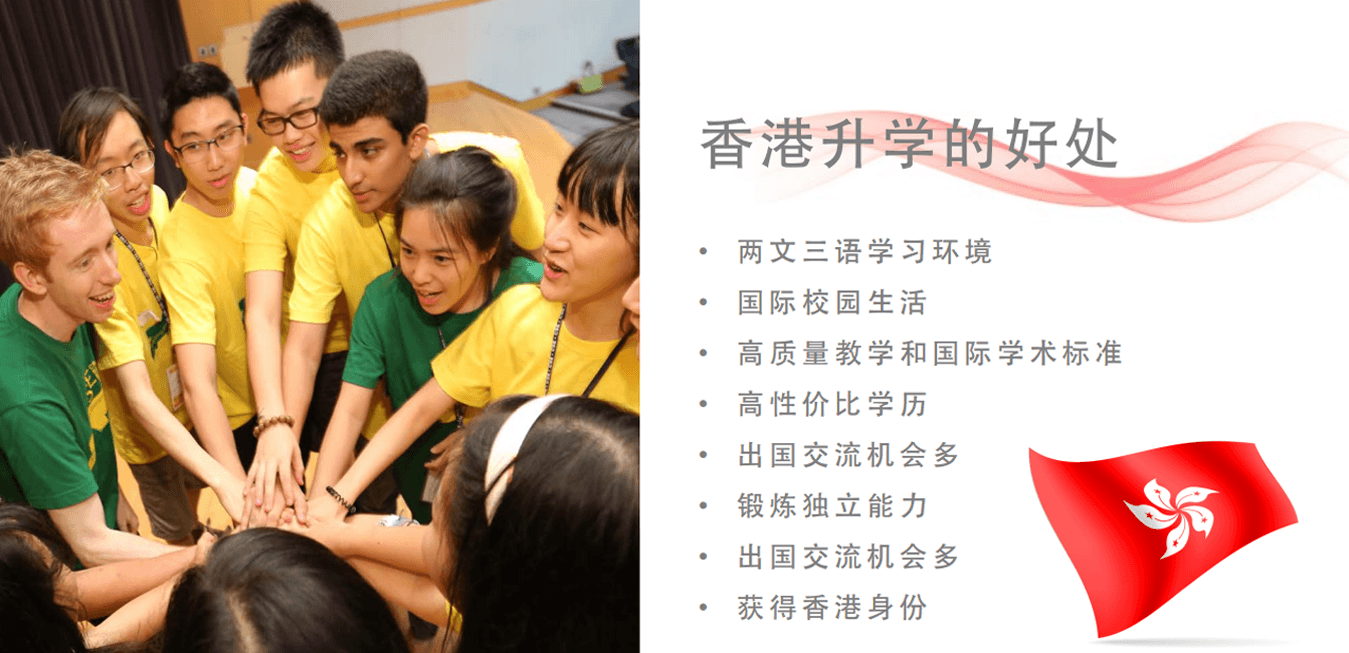 香港升学的好处
• 两文三语学习环境
• 国际校园生活
• 高质量教学和国际学术标准
• 高性价比学历
• 出国交流机会多
• 锻炼独立能力
• 出国交流机会多
• 获得香港身份